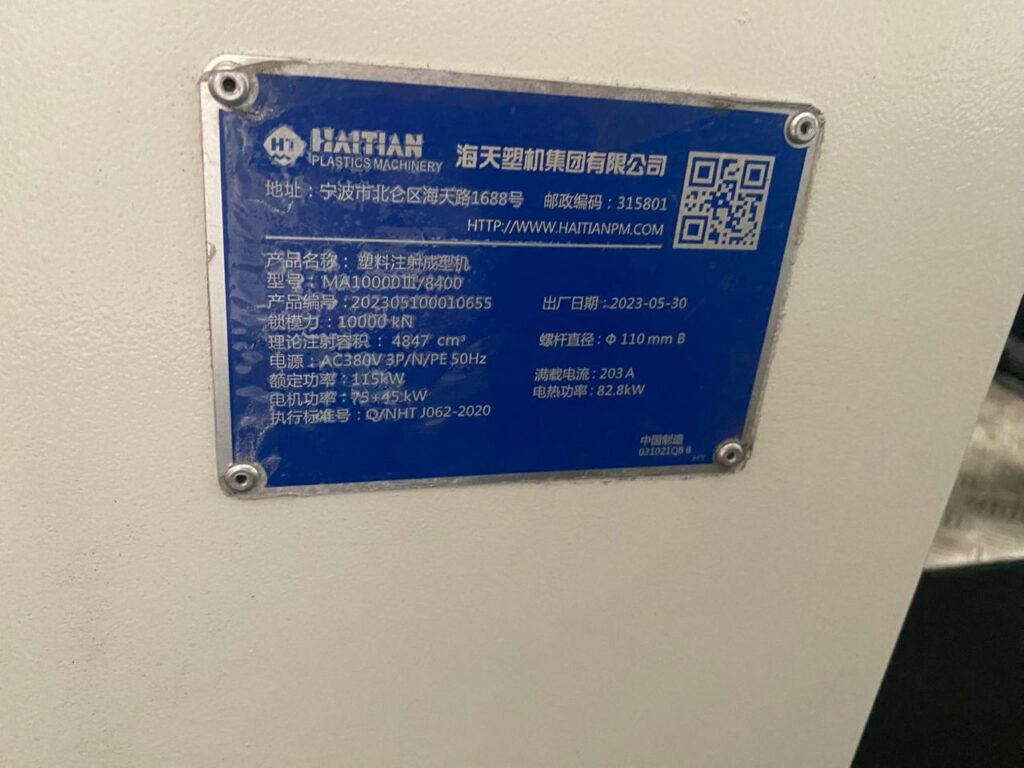 HT HAITIAN
PLASTICS MACHINERY
海天塑机集团有限公司
地址：宁波市北仑区海天路1688号 邮政编码：315801
HTTP://WWW.HAITIANPM.COM
产品名称：塑料注射成型机
型号：MA10000Ⅲ/8400
产品编号：202305100010655 出厂日期：2023-05-30
锁模力：10000 kN
理论注射容积：4847 cm³ 螺杆直径：Φ 110 mm B
电源：AC380V 3P/N/PE 50Hz
额定功率：115kW 满载电流：203 A
电机功率：75+45 kW 电热功率：82.8kW
执行标准号：Q/NHT J062-2020
中国制造
031021QB B
HY